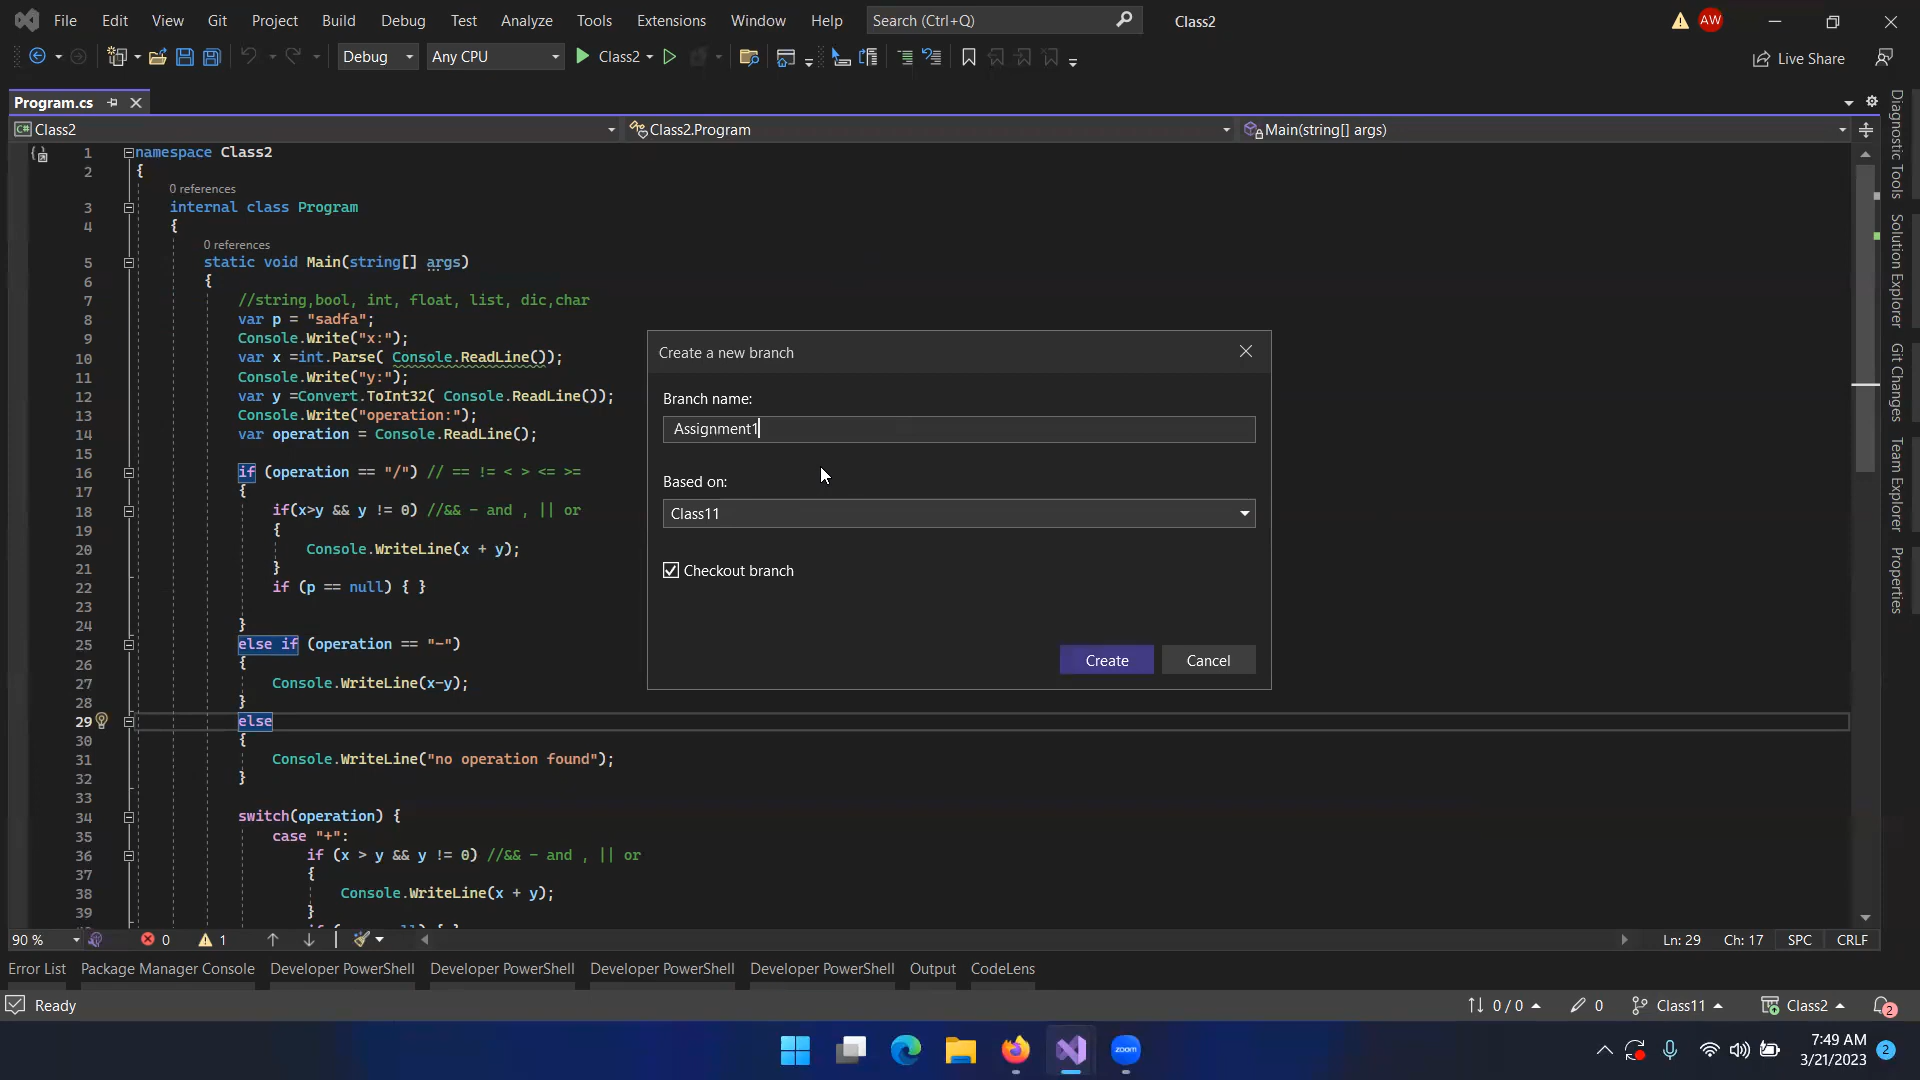 File Edit View Git Project Build Debug Test Analyze Tools Extensions Window Help Search (Ctrl+Q) Class2 AW
Debug Any CPU Class2 Live Share
Program.cs
C# Class2 Class2.Program Main(string[] args)
1 namespace Class2
2 {
0 references
3 internal class Program
4 {
0 references
5 static void Main(string[] args)
6 {
7 //string,bool, int, float, list, dic,char
8 var p = "sadfa";
9 Console.Write("x:");
10 var x =int.Parse( Console.ReadLine());
11 Console.Write("y:");
12 var y =Convert.ToInt32( Console.ReadLine());
13 Console.Write("operation:");
14 var operation = Console.ReadLine();
15
16 if (operation == "/") // == != < > <= >=
17 {
18 if(x>y && y != 0) //&& - and , || or
19 {
20 Console.WriteLine(x + y);
21 }
22 if (p == null) { }
23
24 }
25 else if (operation == "-")
26 {
27 Console.WriteLine(x-y);
28 }
29 else
30 {
31 Console.WriteLine("no operation found");
32 }
33
34 switch(operation) {
35 case "+":
36 if (x > y && y != 0) //&& - and , || or
37 {
38 Console.WriteLine(x + y);
39 }
Create a new branch
Branch name:
Assignment1
Based on:
Class11
Checkout branch
Create Cancel
Diagnostic Tools
Solution Explorer
Git Changes
Team Explorer
Properties
90 % 0 1 Ln: 29 Ch: 17 SPC CRLF
Error List Package Manager Console Developer PowerShell Developer PowerShell Developer PowerShell Developer PowerShell Output CodeLens
Ready 0 / 0 0 Class11 Class2 2
zoom
7:49 AM
3/21/2023 2